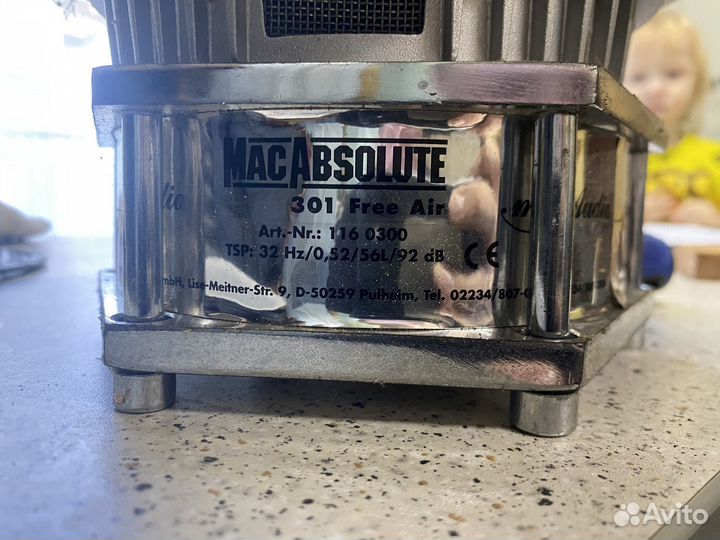 MACABSOLUTE
301 Free Air
Art.-Nr.: 116 0300
TSP: 32 Hz/0,52/56L/92 dB CE
mbH, Lise-Meitner-Str. 9, D-50259 Pulheim, Tel. 02234/807-0
Audio
Avito